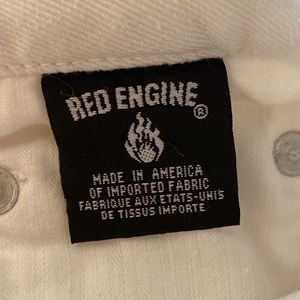 RED ENGINE®
MADE IN AMERICA
OF IMPORTED FABRIC
FABRIQUE AUX ETATS-UNIS
DE TISSUS IMPORTE